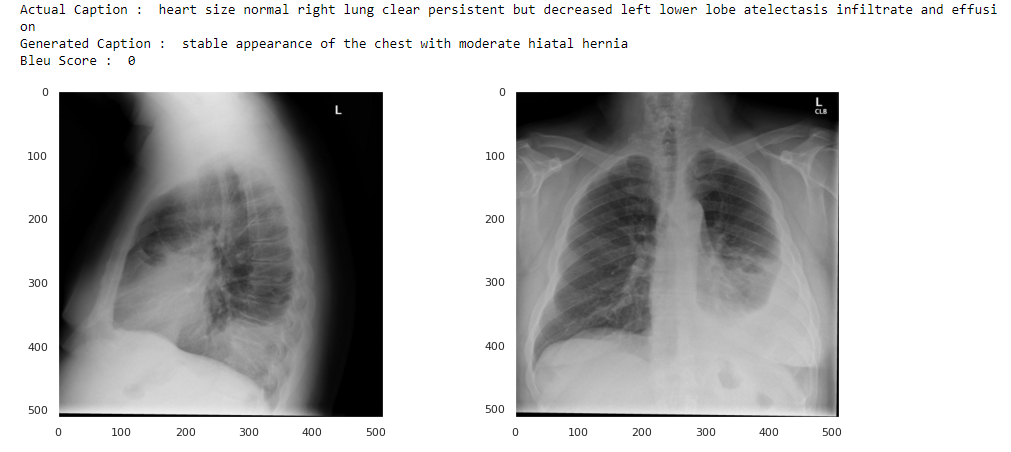 Actual Caption :  heart size normal right lung clear persistent but decreased left lower lobe atelectasis infiltrate and effusi
on
Generated Caption :  stable appearance of the chest with moderate hiatal hernia
Bleu Score :  0
0
100
200
300
400
500
0 100 200 300 400 500
L
0
100
200
300
400
500
0 100 200 300 400 500
L
CLB